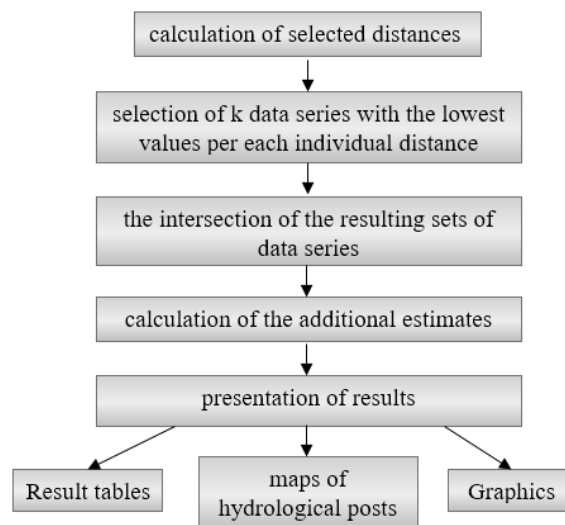 calculation of selected distances
selection of k data series with the lowest
values per each individual distance
the intersection of the resulting sets of
data series
calculation of the additional estimates
presentation of results
Result tables
maps of
hydrological posts
Graphics